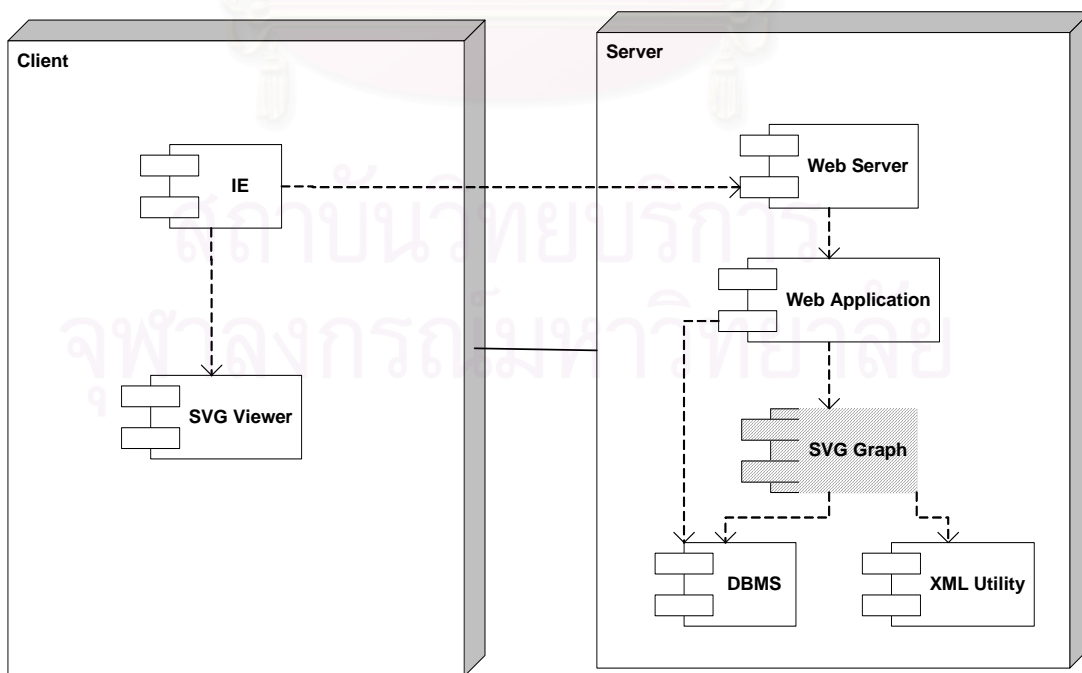 Client
Server
Web Server
IE
Web Application
SVG Viewer
SVG Graph
DBMS
XML Utility
สถาบันวิทยบริการ
จุฬาลงกรณ์มหาวิทยาลัย